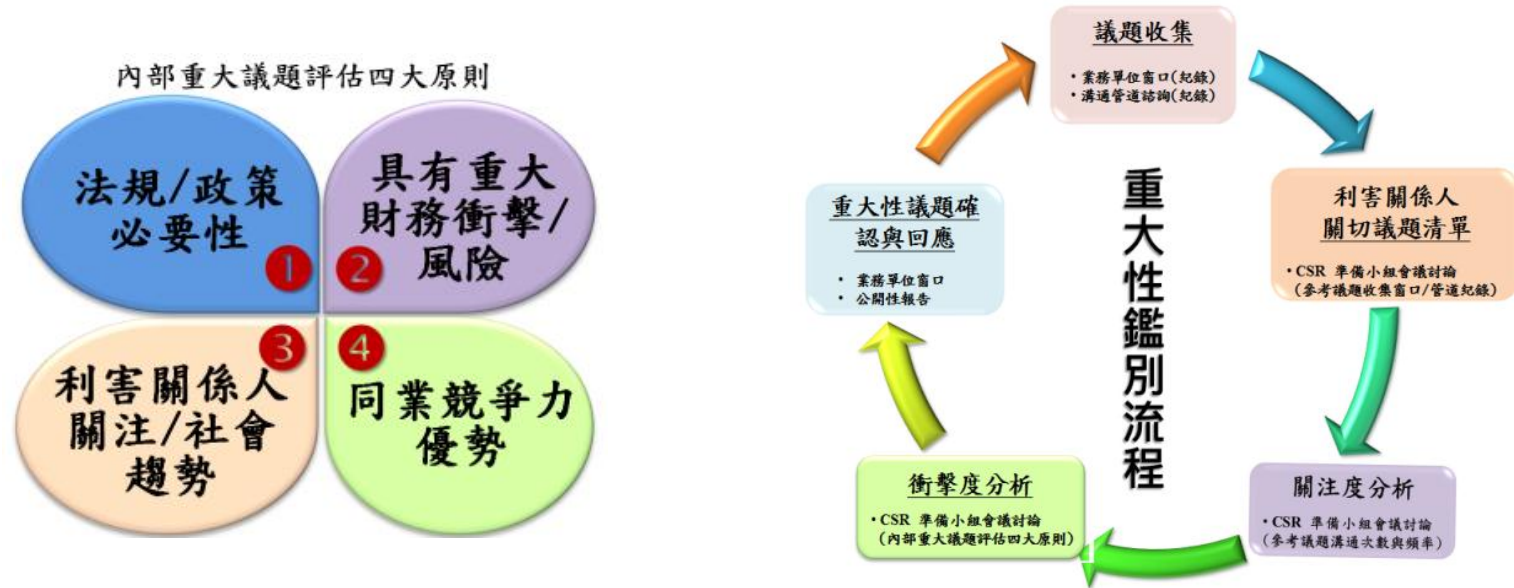 內部重大議題評估四大原則
法規/政策
必要性
1
具有重大
財務衝擊/
風險
2
利害關係人
關注/社會
趨勢
3
同業競爭力
優勢
4
重大性鑑別流程
議題收集
• 業務單位窗口(紀錄)
• 溝通管道諮詢(紀錄)
利害關係人
關切議題清單
• CSR 準備小組會議討論
(參考議題收集窗口/管道紀錄)
關注度分析
• CSR 準備小組會議討論
(參考議題溝通次數與頻率)
衝擊度分析
• CSR 準備小組會議討論
(內部重大議題評估四大原則)
重大性議題確
認與回應
• 業務單位窗口
• 公開性報告